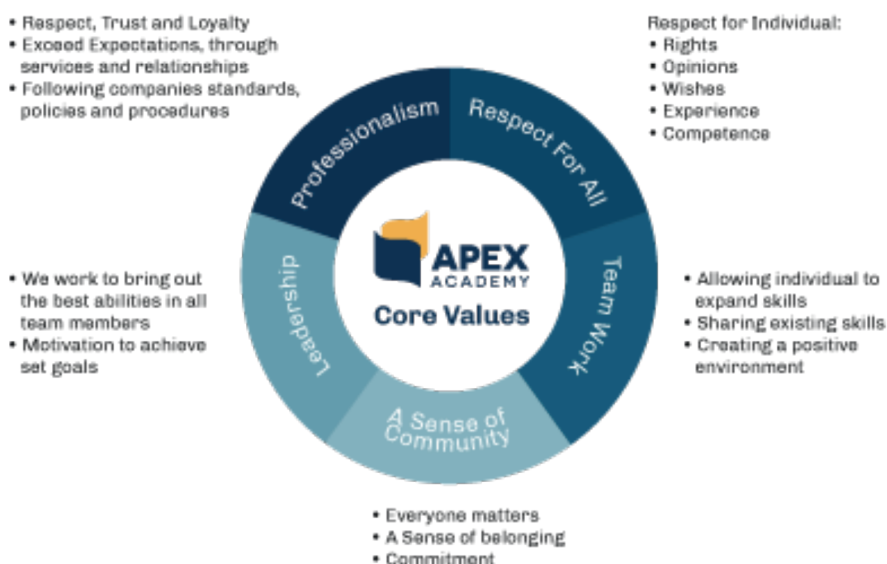 • Respect, Trust and Loyalty
• Exceed Expectations, through
services and relationships
• Following companies standards,
policies and procedures
Respect for Individual:
• Rights
• Opinions
• Wishes
• Experience
• Competence
Professionalism
Respect For All
• We work to bring out
the best abilities in all
team members
• Motivation to achieve
set goals
Leadership
APEX
ACADEMY
Core Values
Team Work
• Allowing individual to
expand skills
• Sharing existing skills
• Creating a positive
environment
A Sense of
Community
• Everyone matters
• A Sense of belonging
• Commitment